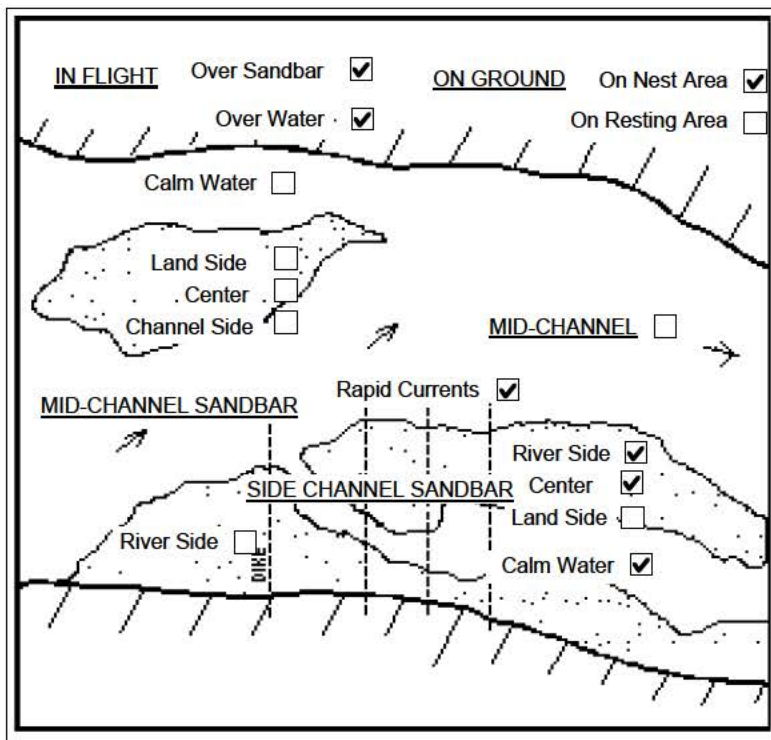 IN FLIGHT Over Sandbar ON GROUND On Nest Area
Over Water On Resting Area
Calm Water
Land Side
Center
Channel Side
MID-CHANNEL
Rapid Currents
MID-CHANNEL SANDBAR
River Side
SIDE CHANNEL SANDBAR Center
Land Side
River Side
DIKE
Calm Water